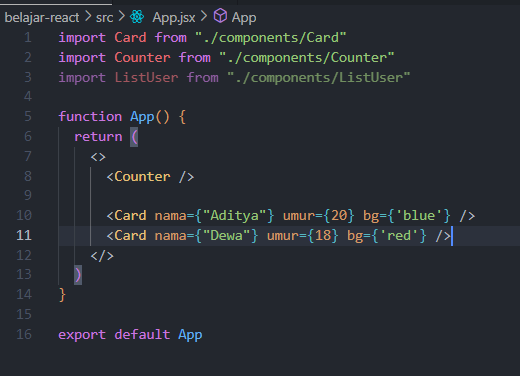 belajar-react > src > App.jsx > App
1 import Card from "./components/Card"
2 import Counter from "./components/Counter"
3 import ListUser from "./components/ListUser"
4
5 function App() {
6   return (
7     <>
8       <Counter />
9
10       <Card nama={"Aditya"} umur={20} bg={'blue'} />
11       <Card nama={"Dewa"} umur={18} bg={'red'} />
12     </>
13   )
14 }
15
16 export default App